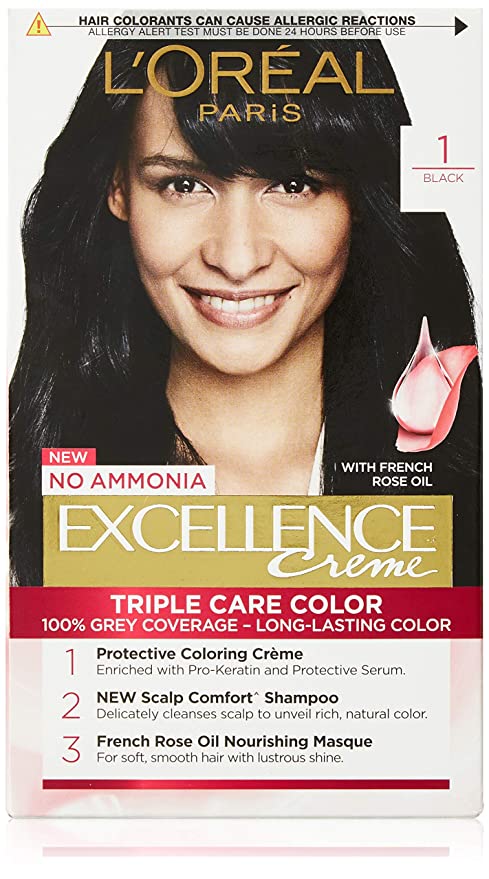 HAIR COLORANTS CAN CAUSE ALLERGIC REACTIONS
ALLERGY ALERT TEST MUST BE DONE 24 HOURS BEFORE USE
L'ORÉAL
PARiS
1
BLACK
WITH FRENCH
ROSE OIL
NEW
NO AMMONIA
EXCELLENCE
Creme
TRIPLE CARE COLOR
100% GREY COVERAGE – LONG-LASTING COLOR
1 Protective Coloring Crème
Enriched with Pro-Keratin and Protective Serum.
2 NEW Scalp Comfort^ Shampoo
Delicately cleanses scalp to unveil rich, natural color.
3 French Rose Oil Nourishing Masque
For soft, smooth hair with lustrous shine.